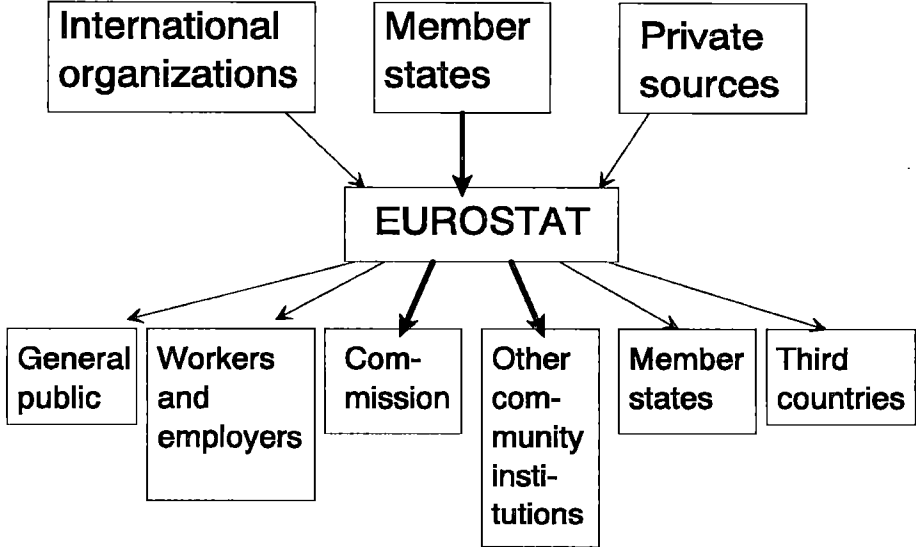 International
organizations
Member
states
Private
sources
EUROSTAT
General
public
Workers
and
employers
Com-
mission
Other
com-
munity
insti-
tutions
Member
states
Third
countries